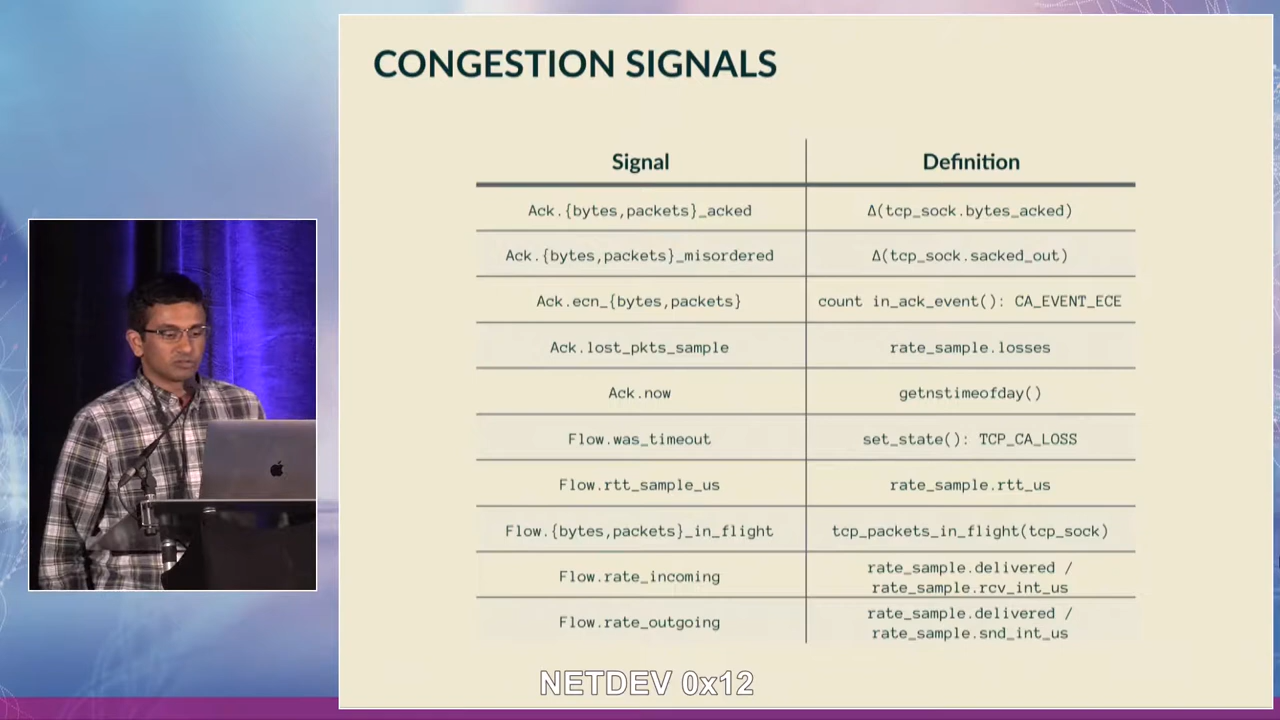 CONGESTION SIGNALS
Signal Definition
Ack.{bytes,packets}_acked Δ(tcp_sock.bytes_acked)
Ack.{bytes,packets}_misordered Δ(tcp_sock.sacked_out)
Ack.ecn_{bytes,packets} count in_ack_event(): CA_EVENT_ECE
Ack.lost_pkts_sample rate_sample.losses
Ack.now getnstimeofday()
Flow.was_timeout set_state(): TCP_CA_LOSS
Flow.rtt_sample_us rate_sample.rtt_us
Flow.{bytes,packets}_in_flight tcp_packets_in_flight(tcp_sock)
Flow.rate_incoming rate_sample.delivered /
rate_sample.rcv_int_us
Flow.rate_outgoing rate_sample.delivered /
rate_sample.snd_int_us
NETDEV 0x12